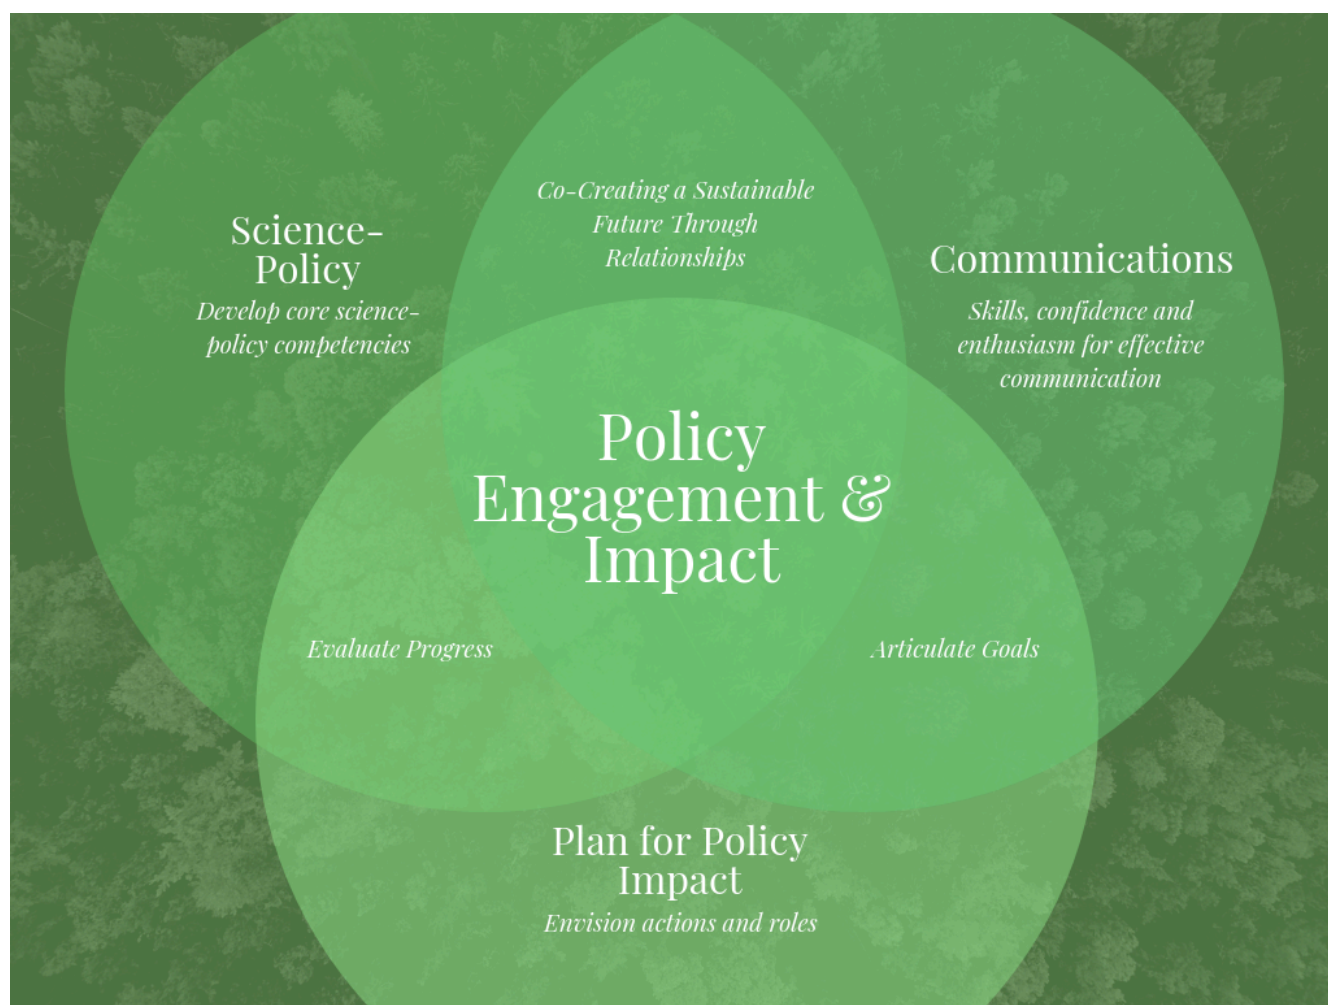 Co-Creating a Sustainable
Future Through
Relationships
Science-
Policy
Develop core science-
policy competencies
Communications
Skills, confidence and
enthusiasm for effective
communication
Policy
Engagement &
Impact
Evaluate Progress
Articulate Goals
Plan for Policy
Impact
Envision actions and roles